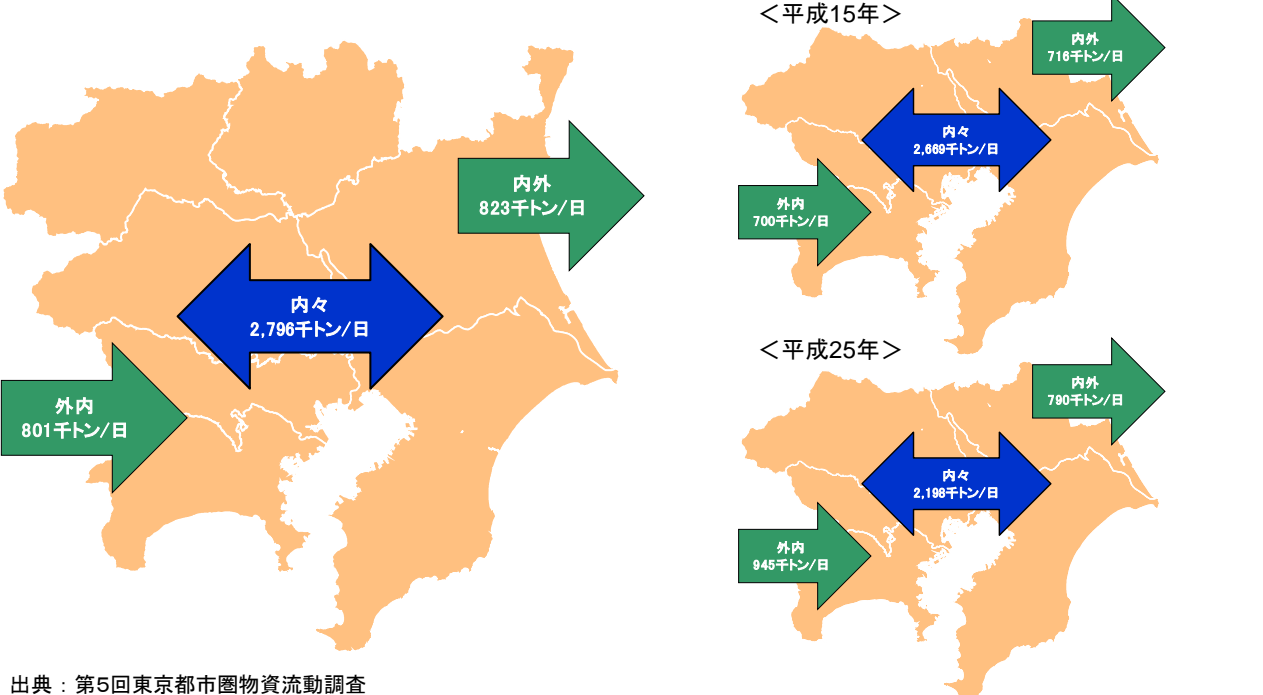 内外
823千トン/日
内々
2,796千トン/日
外内
801千トン/日
＜平成15年＞
内外
716千トン/日
内々
2,669千トン/日
外内
700千トン/日
＜平成25年＞
内外
790千トン/日
内々
2,198千トン/日
外内
945千トン/日
出典：第5回東京都市圏物資流動調査